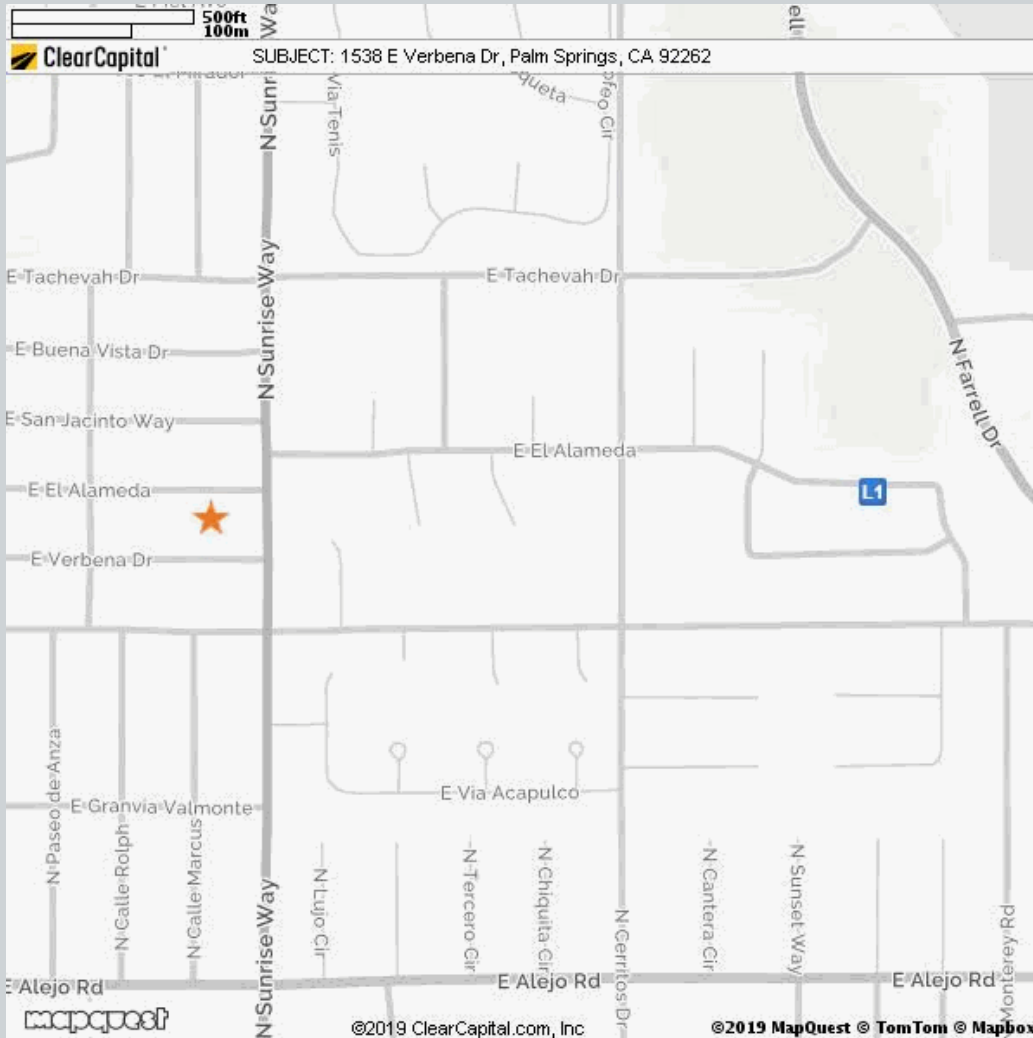 500ft
100m
ClearCapital
SUBJECT: 1538 E Verbena Dr, Palm Springs, CA 92262
N Sunrise Way
Via Tenis
E Tachevah Dr
E Tachevah Dr
N Sunrise Way
E Buena Vista Dr
N Farrell Dr
E San Jacinto Way
E El Alameda
E El Alameda
L1
E Verbena Dr
N Paseo de Anza
E Via Acapulco
E Granvia Valmonte
N Calle Rolph
N Calle Marcus
N Lujo Cir
N Tercero Cir
N Chiquita Cir
N Cerritos Dr
N Cantera Cir
N Sunset Way
N Monterey Rd
N Sunrise Way
E Alejo Rd
E Alejo Rd
E Alejo Rd
mapquest
©2019 ClearCapital.com, Inc
©2019 MapQuest © TomTom © Mapbox